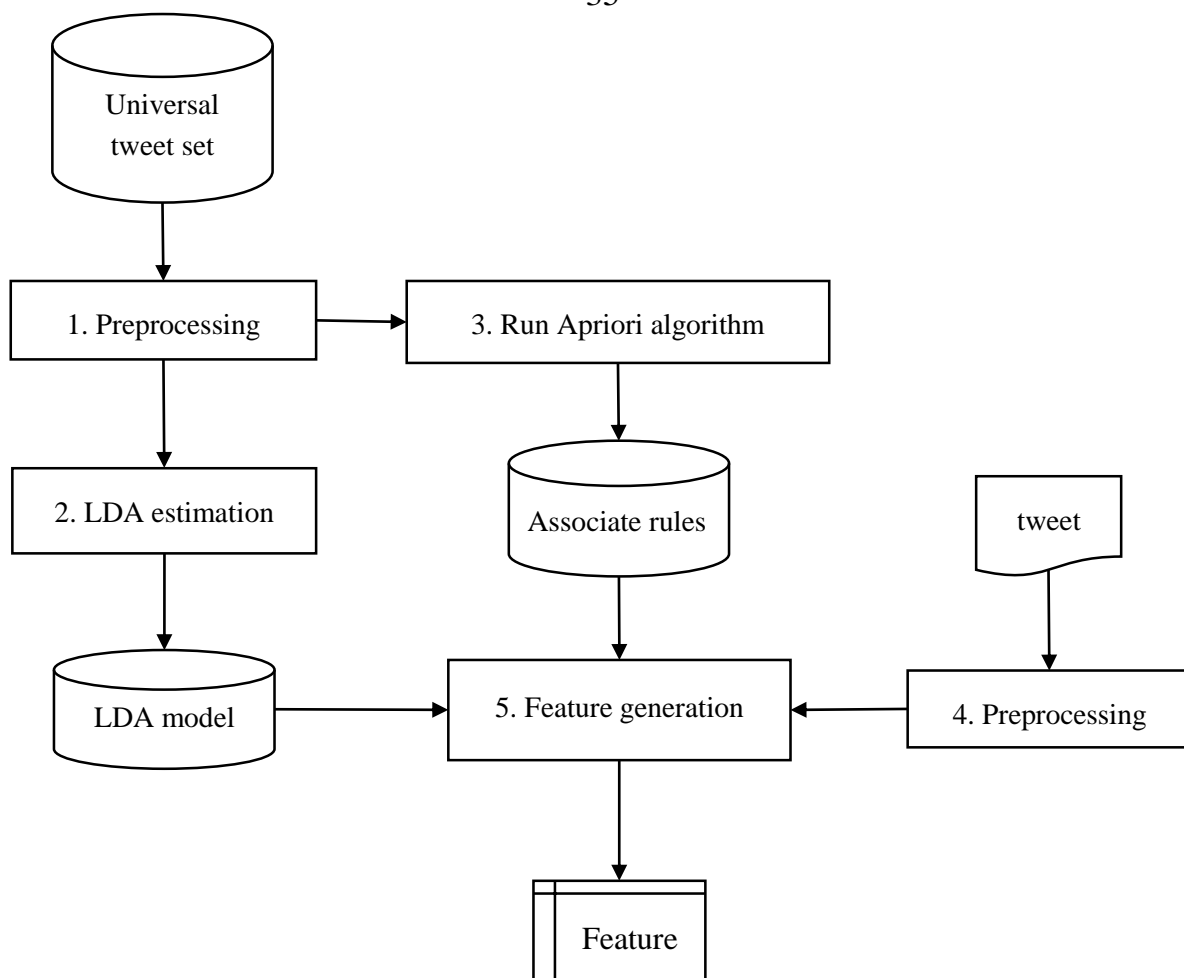 Universal
tweet set
1. Preprocessing
3. Run Apriori algorithm
2. LDA estimation
Associate rules
tweet
LDA model
5. Feature generation
4. Preprocessing
Feature